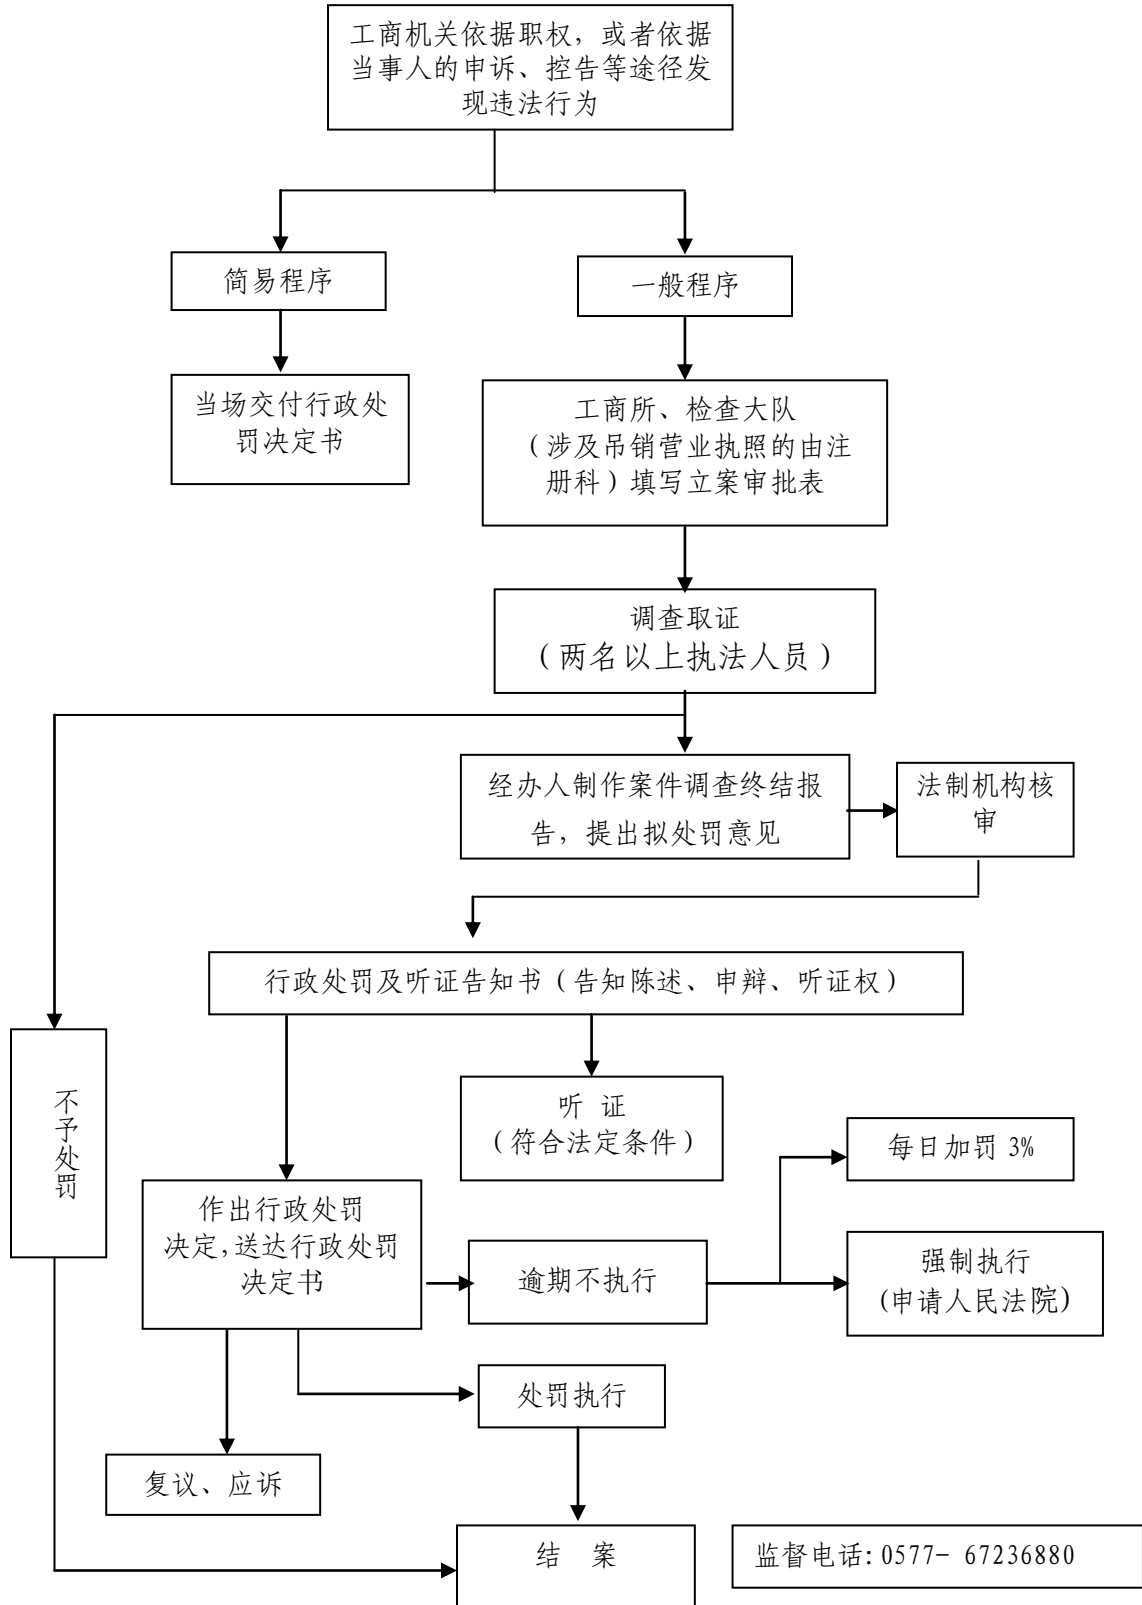 工商机关依据职权，或者依据
当事人的申诉、控告等途径发
现违法行为
简易程序
一般程序
当场交付行政处
罚决定书
工商所、检查大队
（涉及吊销营业执照的由注
册科）填写立案审批表
调查取证
（两名以上执法人员）
经办人制作案件调查终结报
告，提出拟处罚意见
法制机构核
审
行政处罚及听证告知书（告知陈述、申辩、听证权）
不予处罚
听 证
（符合法定条件）
每日加罚 3%
作出行政处罚
决定,送达行政处罚
决定书
逾期不执行
强制执行
(申请人民法院)
处罚执行
复议、应诉
结 案
监督电话:0577- 67236880